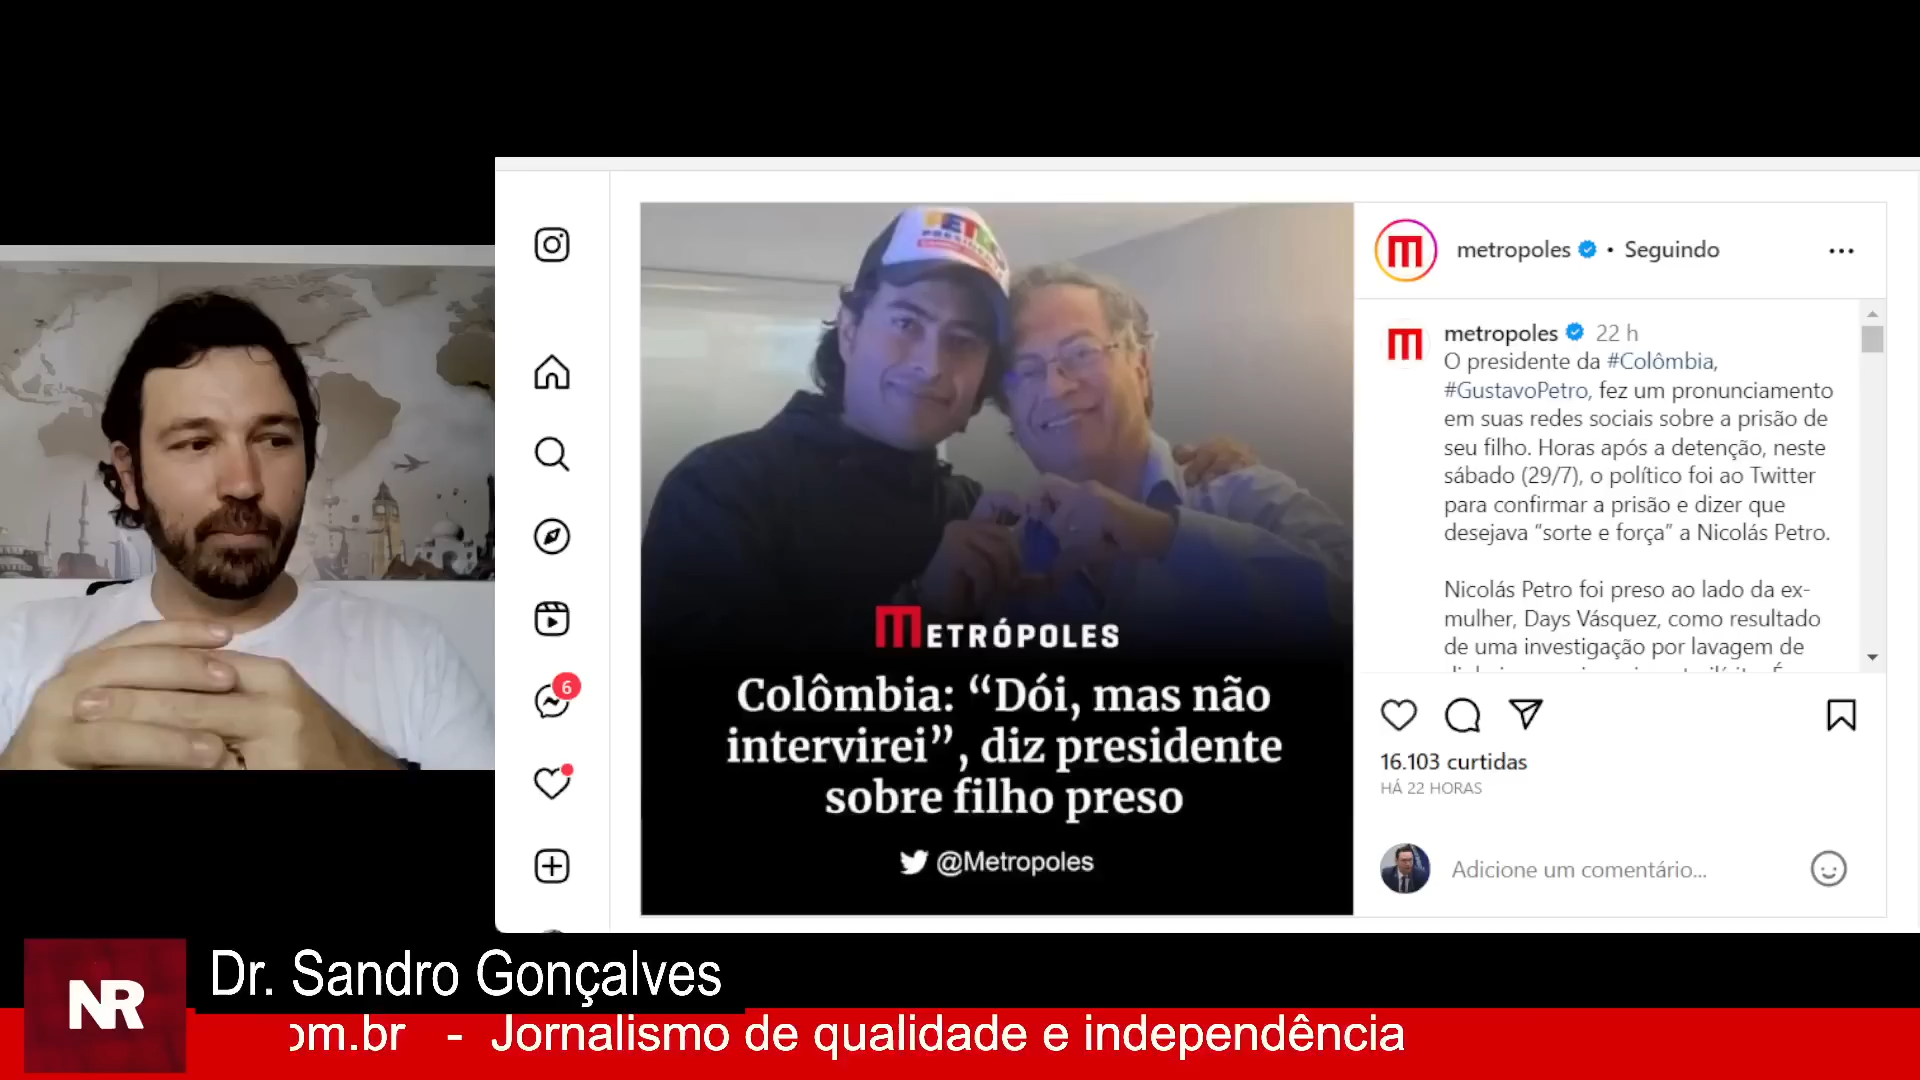 PRESIDENTE
metropoles • Seguindo
metropoles 22 h
O presidente da #Colômbia,
#GustavoPetro, fez um pronunciamento
em suas redes sociais sobre a prisão de
seu filho. Horas após a detenção, neste
sábado (29/7), o político foi ao Twitter
para confirmar a prisão e dizer que
desejava “sorte e força” a Nicolás Petro.
Nicolás Petro foi preso ao lado da ex-
mulher, Days Vásquez, como resultado
de uma investigação por lavagem de
6
METRÓPOLES
Colômbia: “Dói, mas não
intervirei”, diz presidente
sobre filho preso
@Metropoles
16.103 curtidas
HÁ 22 HORAS
Adicione um comentário...
NR
Dr. Sandro Gonçalves
om.br - Jornalismo de qualidade e independência